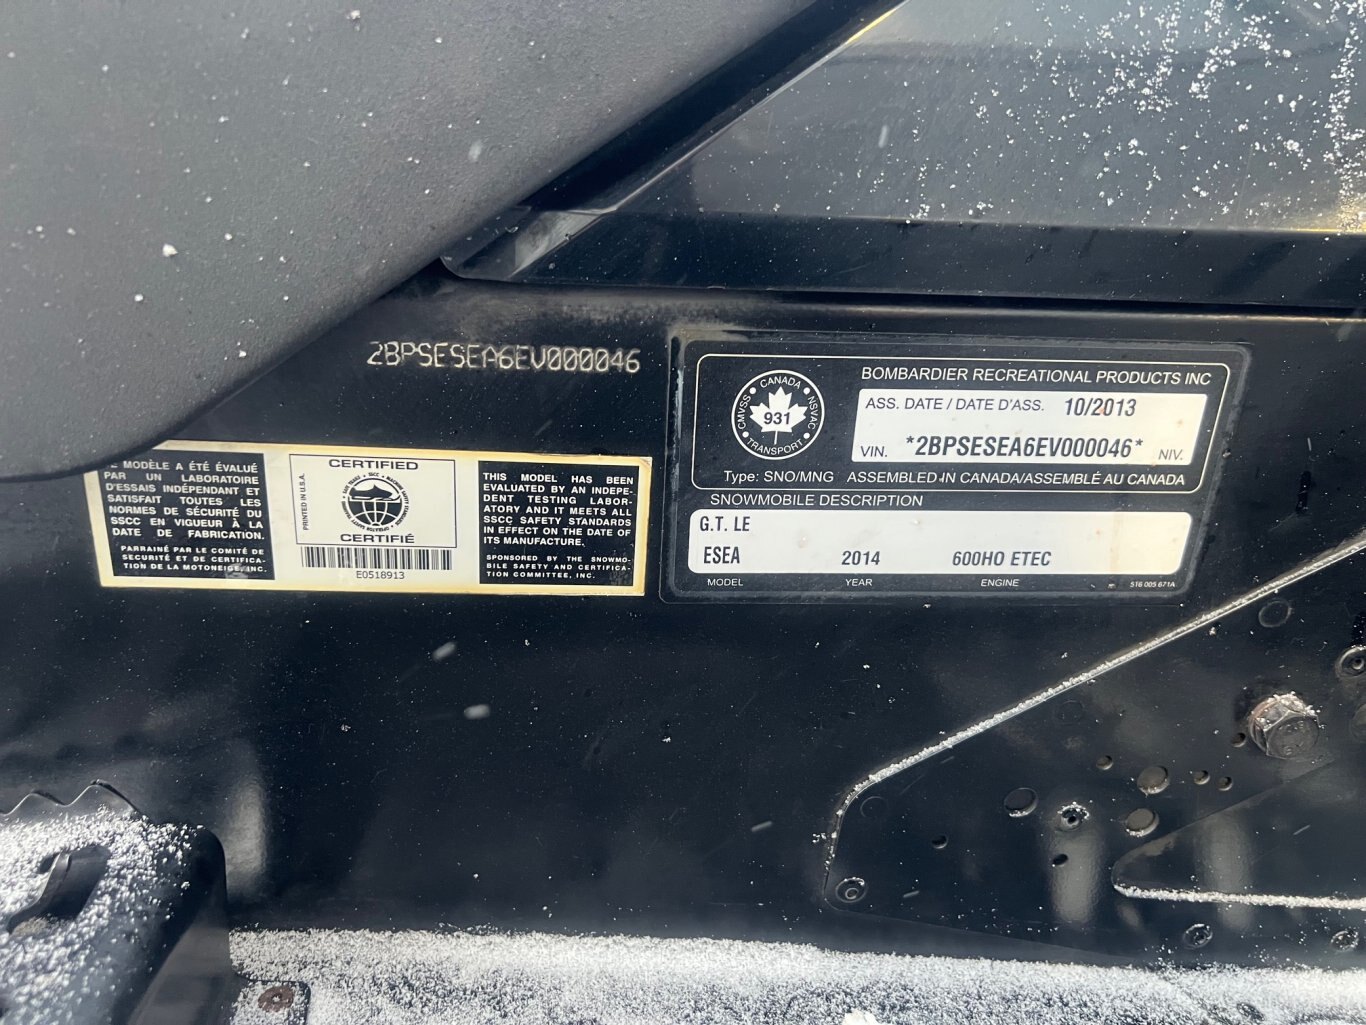 2BPSESEA6EV000046
LE MODÈLE A ÉTÉ ÉVALUÉ
PAR UN LABORATOIRE
D'ESSAIS INDÉPENDANT ET
SATISFAIT TOUTES LES
NORMES DE SÉCURITÉ DU
SSCC EN VIGUEUR À LA
DATE DE FABRICATION.
PARRAINÉ PAR LE COMITÉ DE
SÉCURITÉ ET DE CERTIFICA-
TION DE LA MOTONEIGE, INC.
PRINTED IN U.S.A.
CERTIFIED
SSCC
CERTIFIÉ
E0518913
THIS MODEL HAS BEEN
EVALUATED BY AN INDEPEN-
DENT TESTING LABOR-
ATORY AND IT MEETS ALL
SSCC SAFETY STANDARDS
IN EFFECT ON THE DATE OF
ITS MANUFACTURE.
SPONSORED BY THE SNOWMO-
BILE SAFETY AND CERTIFICA-
TION COMMITTEE, INC.
CANADA
CMVSS
931
NSVAC
TRANSPORT
BOMBARDIER RECREATIONAL PRODUCTS INC
ASS. DATE / DATE D'ASS. 10/2013
VIN. *2BPSESEA6EV000046* NIV.
Type: SNO/MNG ASSEMBLED IN CANADA/ASSEMBLÉ AU CANADA
SNOWMOBILE DESCRIPTION
G.T. LE
ESEA 2014 600HO ETEC
MODEL YEAR ENGINE 516 005 671A